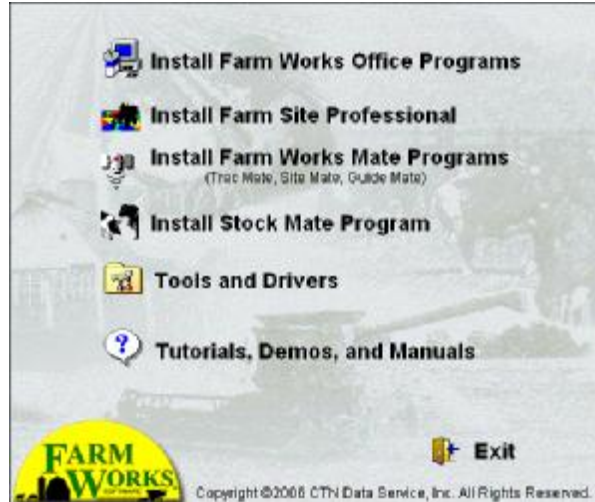 Install Farm Works Office Programs
Install Farm Site Professional
Install Farm Works Mate Programs
(Trac Mate, Site Mate, Guide Mate)
Install Stock Mate Program
Tools and Drivers
Tutorials, Demos, and Manuals
Exit
FARM
WORKS
SOFTWARE
Copyright ©2006 CTN Data Service, Inc. All Rights Reserved.